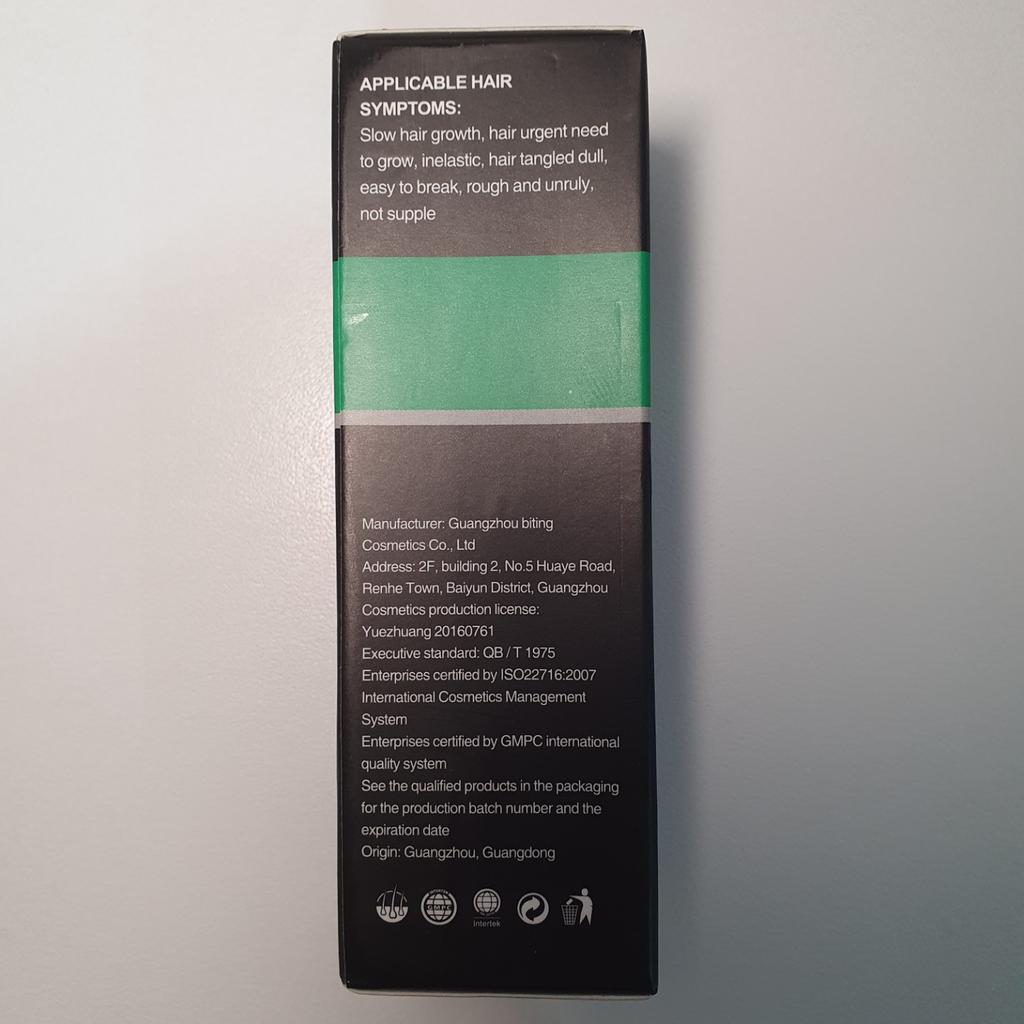 APPLICABLE HAIR
SYMPTOMS:
Slow hair growth, hair urgent need
to grow, inelastic, hair tangled dull,
easy to break, rough and unruly,
not supple
Manufacturer: Guangzhou biting
Cosmetics Co., Ltd
Address: 2F, building 2, No.5 Huaye Road,
Renhe Town, Baiyun District, Guangzhou
Cosmetics production license:
Yuezhuang 20160761
Executive standard: QB / T 1975
Enterprises certified by ISO22716:2007
International Cosmetics Management
System
Enterprises certified by GMPC international
quality system
See the qualified products in the packaging
for the production batch number and the
expiration date
Origin: Guangzhou, Guangdong
GMPC
Intertek